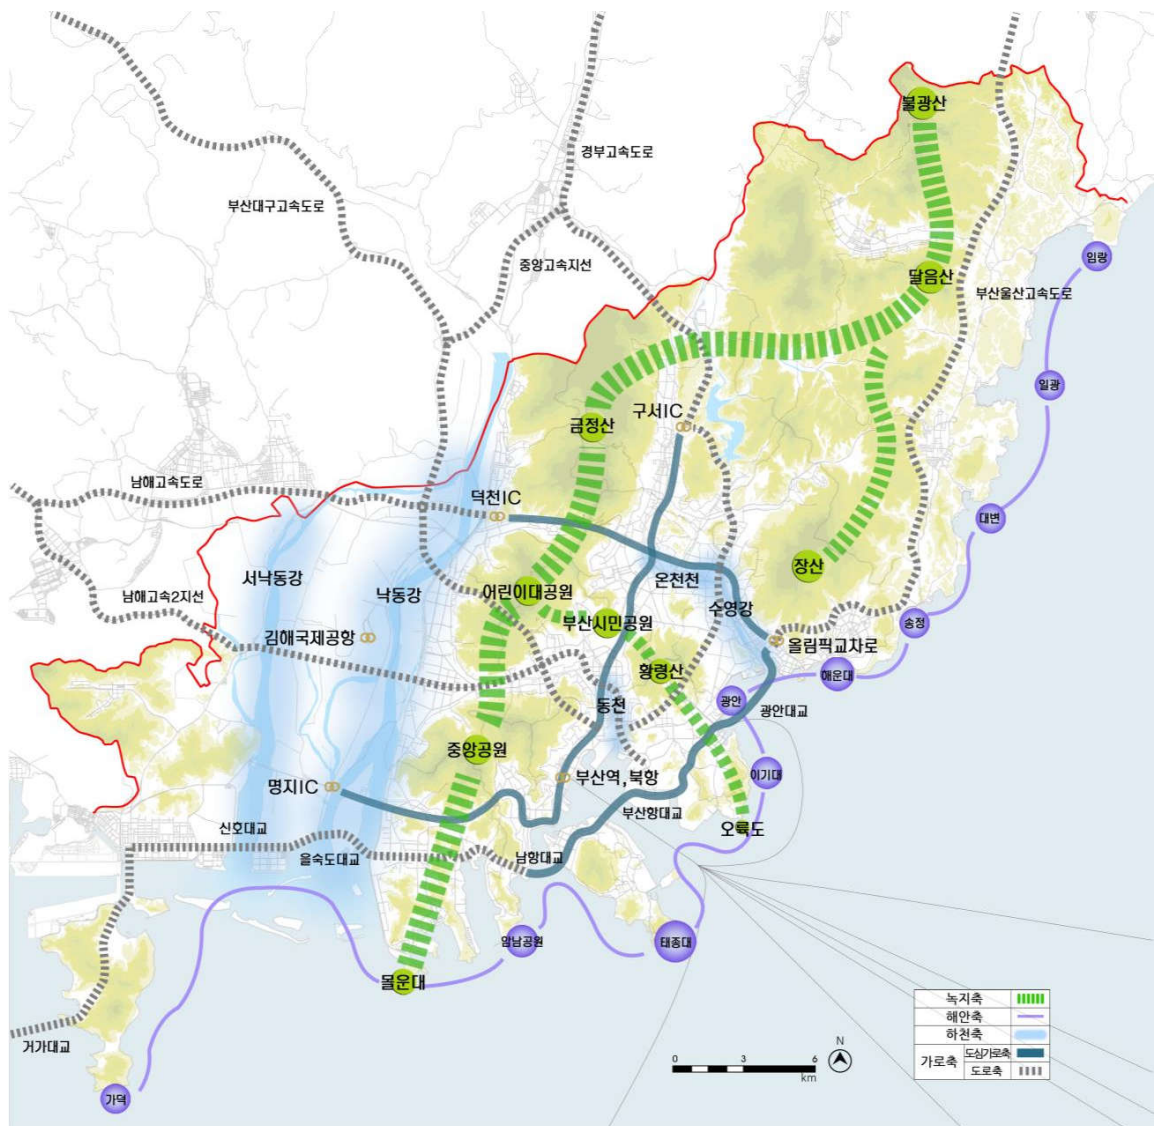 불광산
경부고속도로
부산대구고속도로
임랑
중앙고속지선
달음산
부산울산고속도로
일광
구서IC
금정산
남해고속도로
덕천IC
대변
장산
서낙동강
온천천
낙동강
어린이대공원
남해고속2지선
수영강
부산시민공원
송정
김해국제공항
올림픽교차로
황령산
해운대
광안
동천
광안대교
중앙공원
이기대
부산역,북항
명지IC
부산항대교
신호대교
오륙도
을숙도대교
남항대교
암남공원
태종대
몰운대
거가대교
가덕
녹지축
해안축
하천축
가로축
도심가로축
도로축
N
0 3 6
km